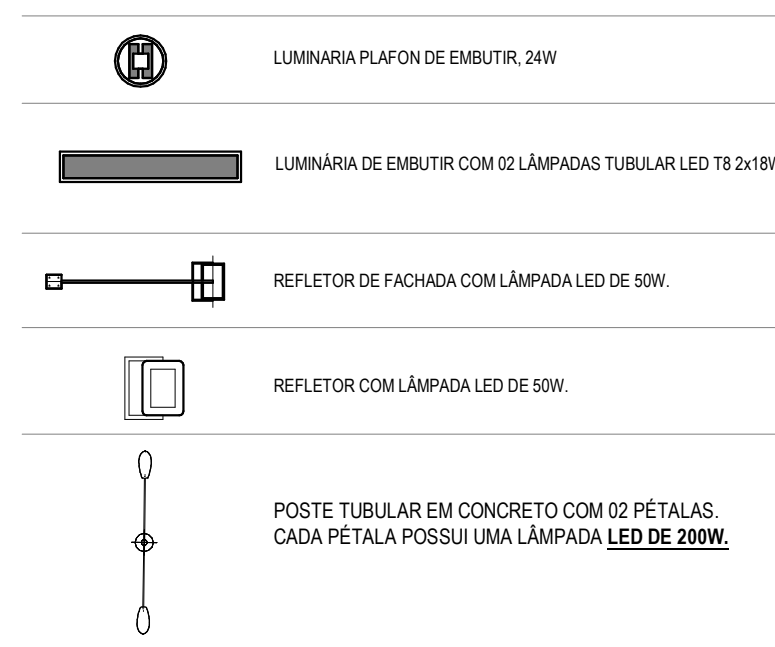 LUMINARIA PLAFON DE EMBUTIR, 24W
LUMINÁRIA DE EMBUTIR COM 02 LÂMPADAS TUBULAR LED T8 2x18W
REFLETOR DE FACHADA COM LÂMPADA LED DE 50W.
REFLETOR COM LÂMPADA LED DE 50W.
POSTE TUBULAR EM CONCRETO COM 02 PÉTALAS.
CADA PÉTALA POSSUI UMA LÂMPADA LED DE 200W.